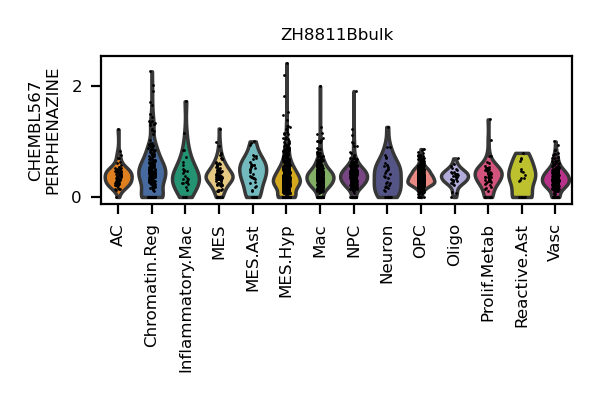 ZH8811Bbulk
CHEMBL567
PERPHENAZINE
2
0
AC
Chromatin.Reg
Inflammatory.Mac
MES
MES.Ast
MES.Hyp
Mac
NPC
Neuron
OPC
Oligo
Prolif.Metab
Reactive.Ast
Vasc